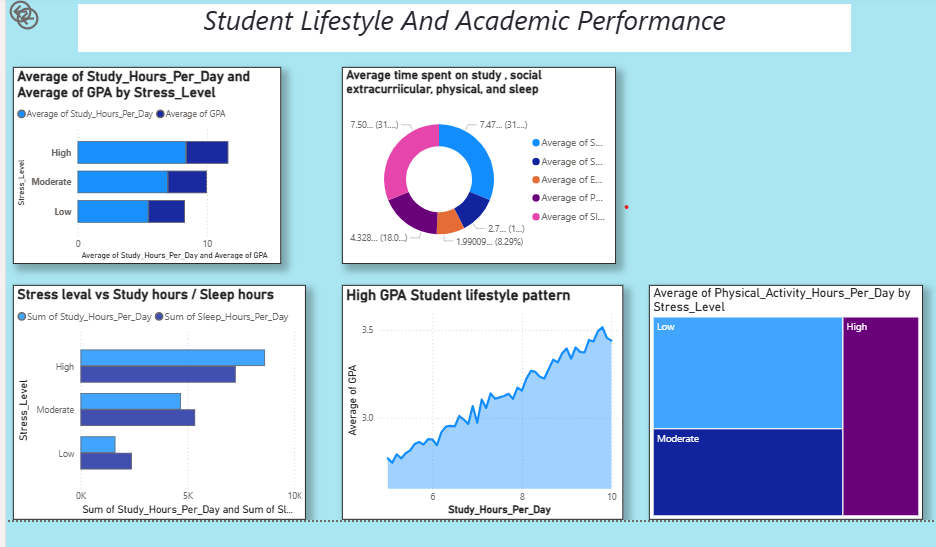 Student Lifestyle And Academic Performance
Average of Study_Hours_Per_Day and
Average of GPA by Stress_Level
Average of Study_Hours_Per_Day Average of GPA
Stress_Level
High
Moderate
Low
0 10
Average of Study_Hours_Per_Day and Average of GPA
Average time spent on study , social
extracurriicular, physical, and sleep
7.50... (31....)
7.47... (31....)
4.328... (18.0...)
2.7... (1...)
1.99009... (8.29%)
Average of S...
Average of S...
Average of E...
Average of P...
Average of Sl...
Stress leval vs Study hours / Sleep hours
Sum of Study_Hours_Per_Day Sum of Sleep_Hours_Per_Day
Stress_Level
High
Moderate
Low
0K 5K 10K
Sum of Study_Hours_Per_Day and Sum of Sl...
High GPA Student lifestyle pattern
Average of GPA
3.5
3.0
6 8 10
Study_Hours_Per_Day
Average of Physical_Activity_Hours_Per_Day by
Stress_Level
Low
High
Moderate